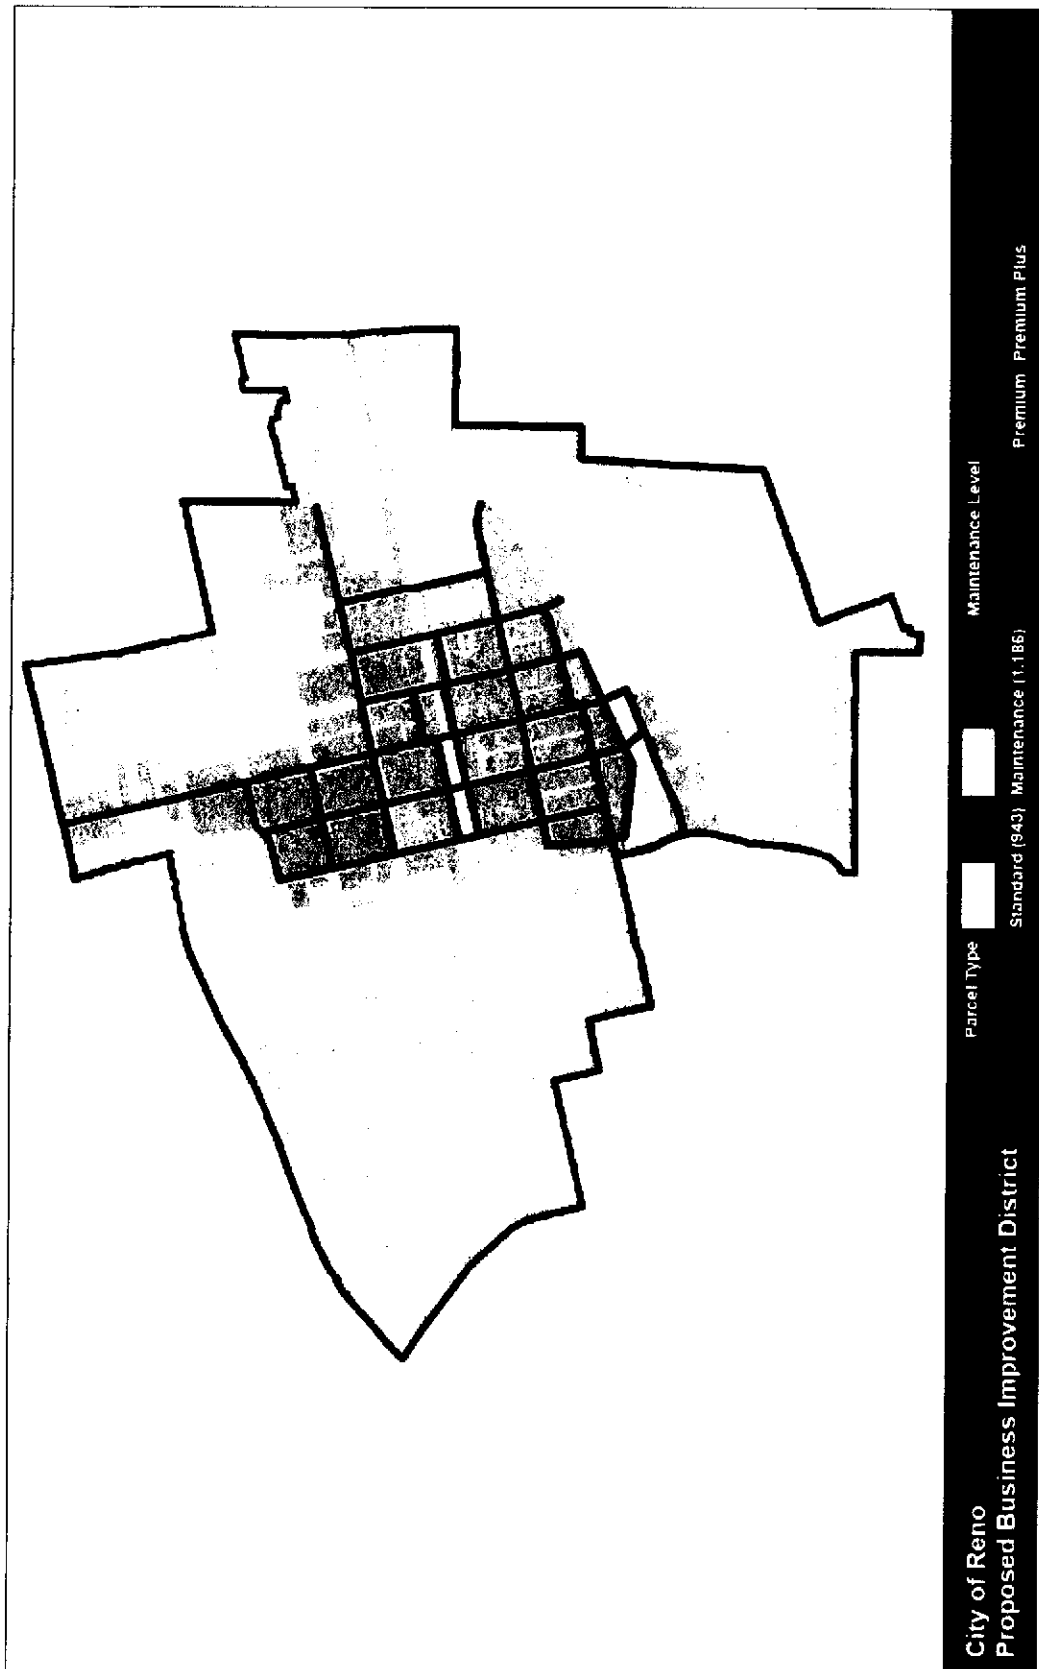 City of Reno
Proposed Business Improvement District
Parcel Type
Standard (943) Maintenance (1,186)
Maintenance Level
Premium Premium Plus